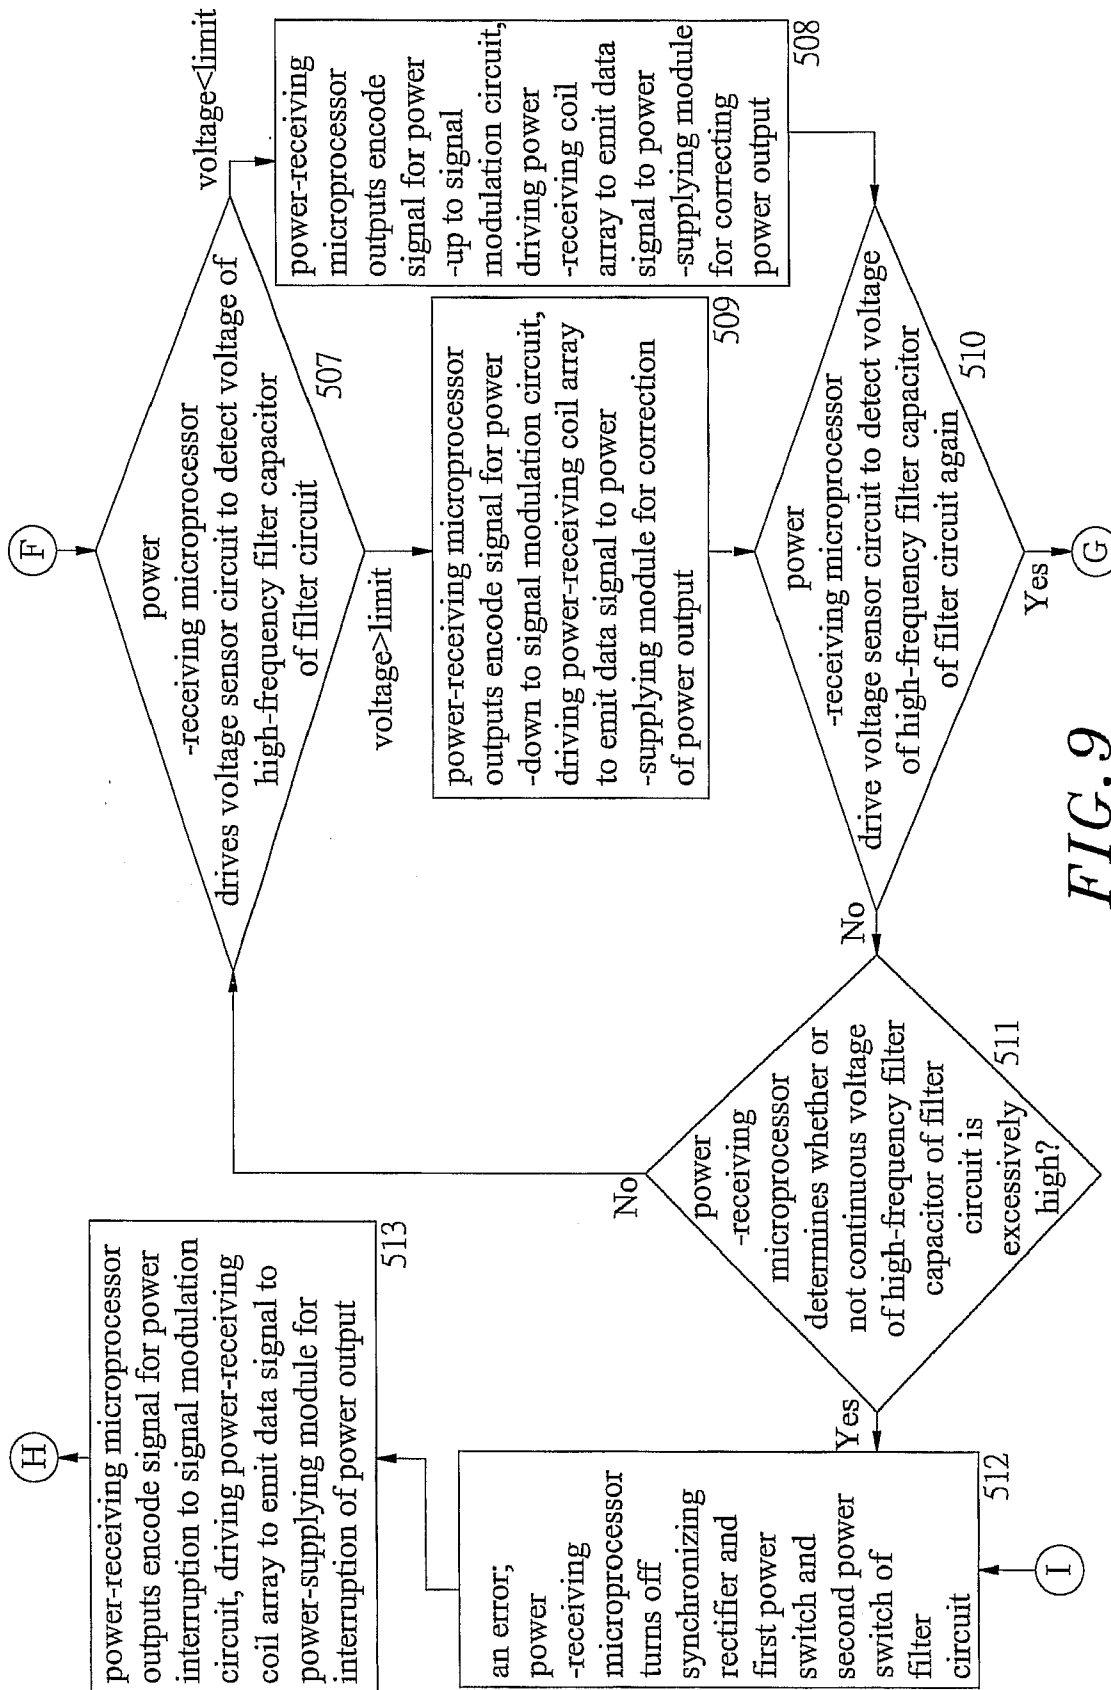 F
power
-receiving microprocessor
drives voltage sensor circuit to detect voltage of
high-frequency filter capacitor
of filter circuit
507
voltage<limit
voltage>limit
power-receiving
microprocessor
outputs encode
signal for power
-up to signal
modulation circuit,
driving power
-receiving coil
array to emit data
signal to power
-supplying module
for correcting
power output
508
power-receiving microprocessor
outputs encode signal for power
-down to signal modulation circuit,
driving power-receiving coil array
to emit data signal to power
-supplying module for correction
of power output
509
power
-receiving microprocessor
drive voltage sensor circuit to detect voltage
of high-frequency filter capacitor
of filter circuit again
510
Yes
G
No
power
-receiving
microprocessor
determines whether or
not continuous voltage
of high-frequency filter
capacitor of filter
circuit is
excessively
high?
511
No
Yes
an error;
power
-receiving
microprocessor
turns off
synchronizing
rectifier and
first power
switch and
second power
switch of
filter
circuit
512
I
power-receiving microprocessor
outputs encode signal for power
interruption to signal modulation
circuit, driving power-receiving
coil array to emit data signal to
power-supplying module for
interruption of power output
513
H
FIG.9